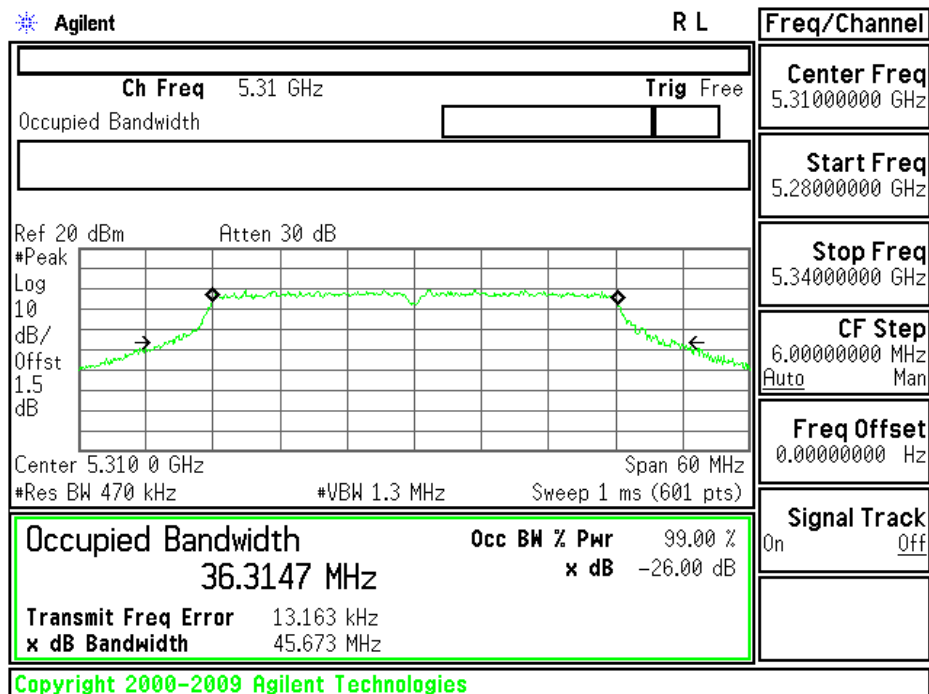 Agilent
R L
Freq/Channel
Ch Freq 5.31 GHz
Trig Free
Occupied Bandwidth
Center Freq
5.31000000 GHz
Start Freq
5.28000000 GHz
Stop Freq
5.34000000 GHz
CF Step
6.00000000 MHz
Auto Man
Freq Offset
0.00000000 Hz
Signal Track
On Off
Ref 20 dBm
Atten 30 dB
#Peak
Log
10
dB/
Offst
1.5
dB
Center 5.310 0 GHz
Span 60 MHz
#Res BW 470 kHz
#VBW 1.3 MHz
Sweep 1 ms (601 pts)
Occupied Bandwidth
36.3147 MHz
Occ BW % Pwr 99.00 %
x dB -26.00 dB
Transmit Freq Error 13.163 kHz
x dB Bandwidth 45.673 MHz
Copyright 2000-2009 Agilent Technologies